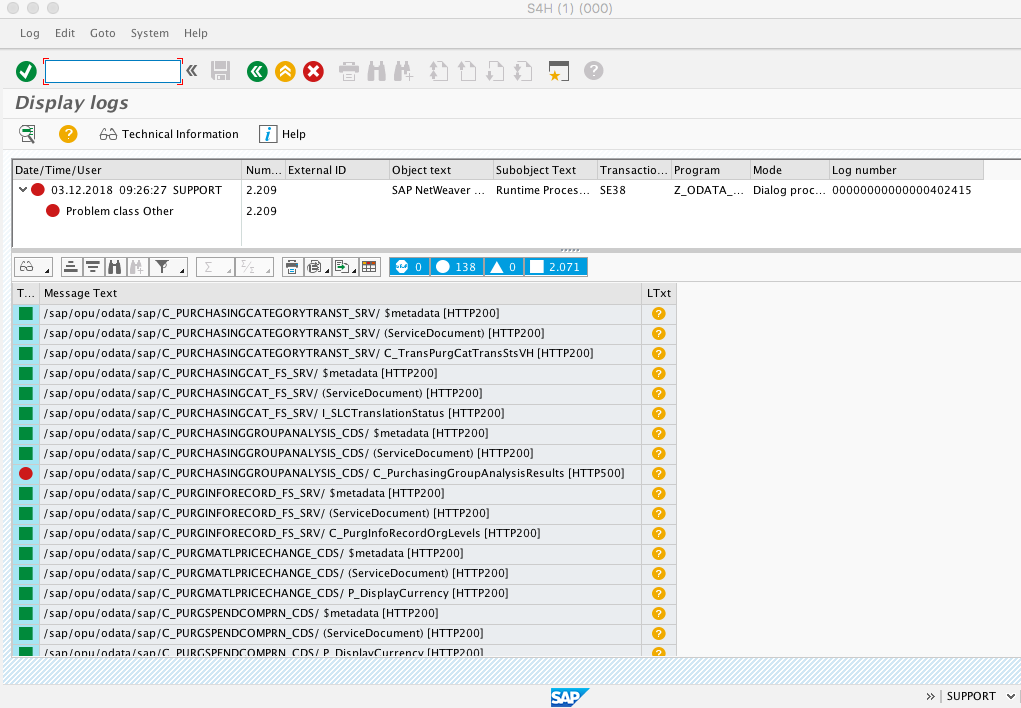 S4H (1) (000)
Log Edit Goto System Help
Display logs
Technical Information Help
Date/Time/User Num... External ID Object text Subobject Text Transactio... Program Mode Log number
03.12.2018 09:26:27 SUPPORT 2.209 SAP NetWeaver ... Runtime Proces... SE38 Z_ODATA_... Dialog proc... 00000000000000402415
Problem class Other 2.209
0 138 0 2.071
T... Message Text LTxt
/sap/opu/odata/sap/C_PURCHASINGCATEGORYTRANST_SRV/ $metadata [HTTP200]
/sap/opu/odata/sap/C_PURCHASINGCATEGORYTRANST_SRV/ (ServiceDocument) [HTTP200]
/sap/opu/odata/sap/C_PURCHASINGCATEGORYTRANST_SRV/ C_TransPurgCatTransStsVH [HTTP200]
/sap/opu/odata/sap/C_PURCHASINGCAT_FS_SRV/ $metadata [HTTP200]
/sap/opu/odata/sap/C_PURCHASINGCAT_FS_SRV/ (ServiceDocument) [HTTP200]
/sap/opu/odata/sap/C_PURCHASINGCAT_FS_SRV/ I_SLCTranslationStatus [HTTP200]
/sap/opu/odata/sap/C_PURCHASINGGROUPANALYSIS_CDS/ $metadata [HTTP200]
/sap/opu/odata/sap/C_PURCHASINGGROUPANALYSIS_CDS/ (ServiceDocument) [HTTP200]
/sap/opu/odata/sap/C_PURCHASINGGROUPANALYSIS_CDS/ C_PurchasingGroupAnalysisResults [HTTP500]
/sap/opu/odata/sap/C_PURGINFORECORD_FS_SRV/ $metadata [HTTP200]
/sap/opu/odata/sap/C_PURGINFORECORD_FS_SRV/ (ServiceDocument) [HTTP200]
/sap/opu/odata/sap/C_PURGINFORECORD_FS_SRV/ C_PurgInfoRecordOrgLevels [HTTP200]
/sap/opu/odata/sap/C_PURGMATLPRICECHANGE_CDS/ $metadata [HTTP200]
/sap/opu/odata/sap/C_PURGMATLPRICECHANGE_CDS/ (ServiceDocument) [HTTP200]
/sap/opu/odata/sap/C_PURGMATLPRICECHANGE_CDS/ P_DisplayCurrency [HTTP200]
/sap/opu/odata/sap/C_PURGSPENDCOMPRN_CDS/ $metadata [HTTP200]
/sap/opu/odata/sap/C_PURGSPENDCOMPRN_CDS/ (ServiceDocument) [HTTP200]
/sap/opu/odata/sap/C_PURGSPENDCOMPRN_CDS/ P_DisplayCurrency [HTTP200]
SAP SUPPORT